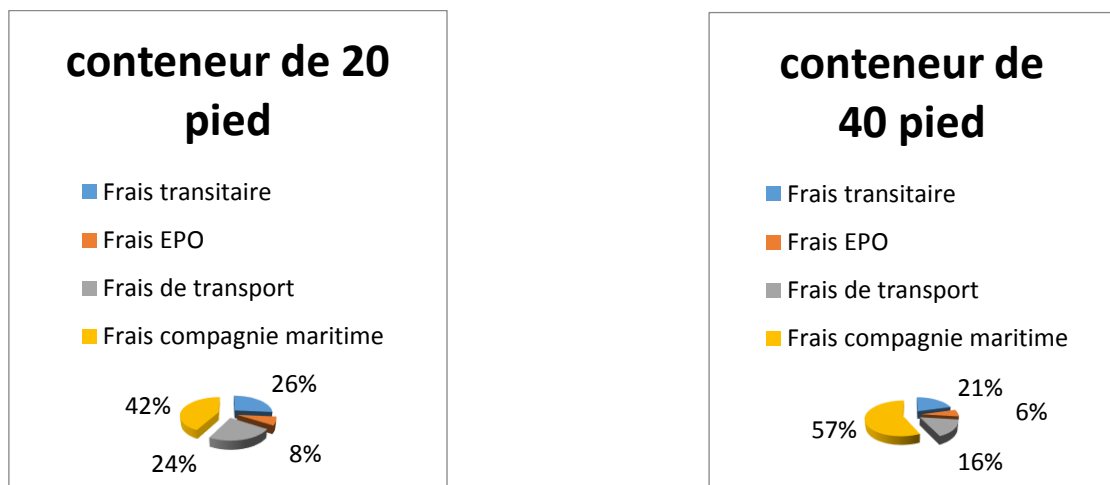 conteneur de 20
pied
Frais transitaire
Frais EPO
Frais de transport
Frais compagnie maritime
26%
42%
8%
24%
conteneur de
40 pied
Frais transitaire
Frais EPO
Frais de transport
Frais compagnie maritime
21%
6%
57%
16%